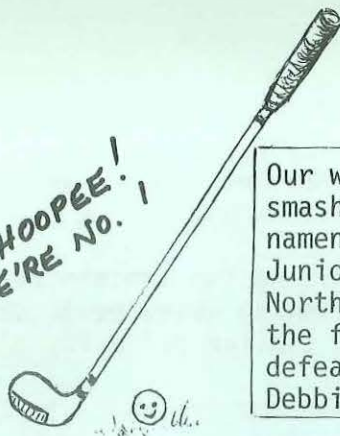 WHOOPEE!
WE'RE NO. 1
Our w
smash
namen
Junio
North
the f
defea
Debbi